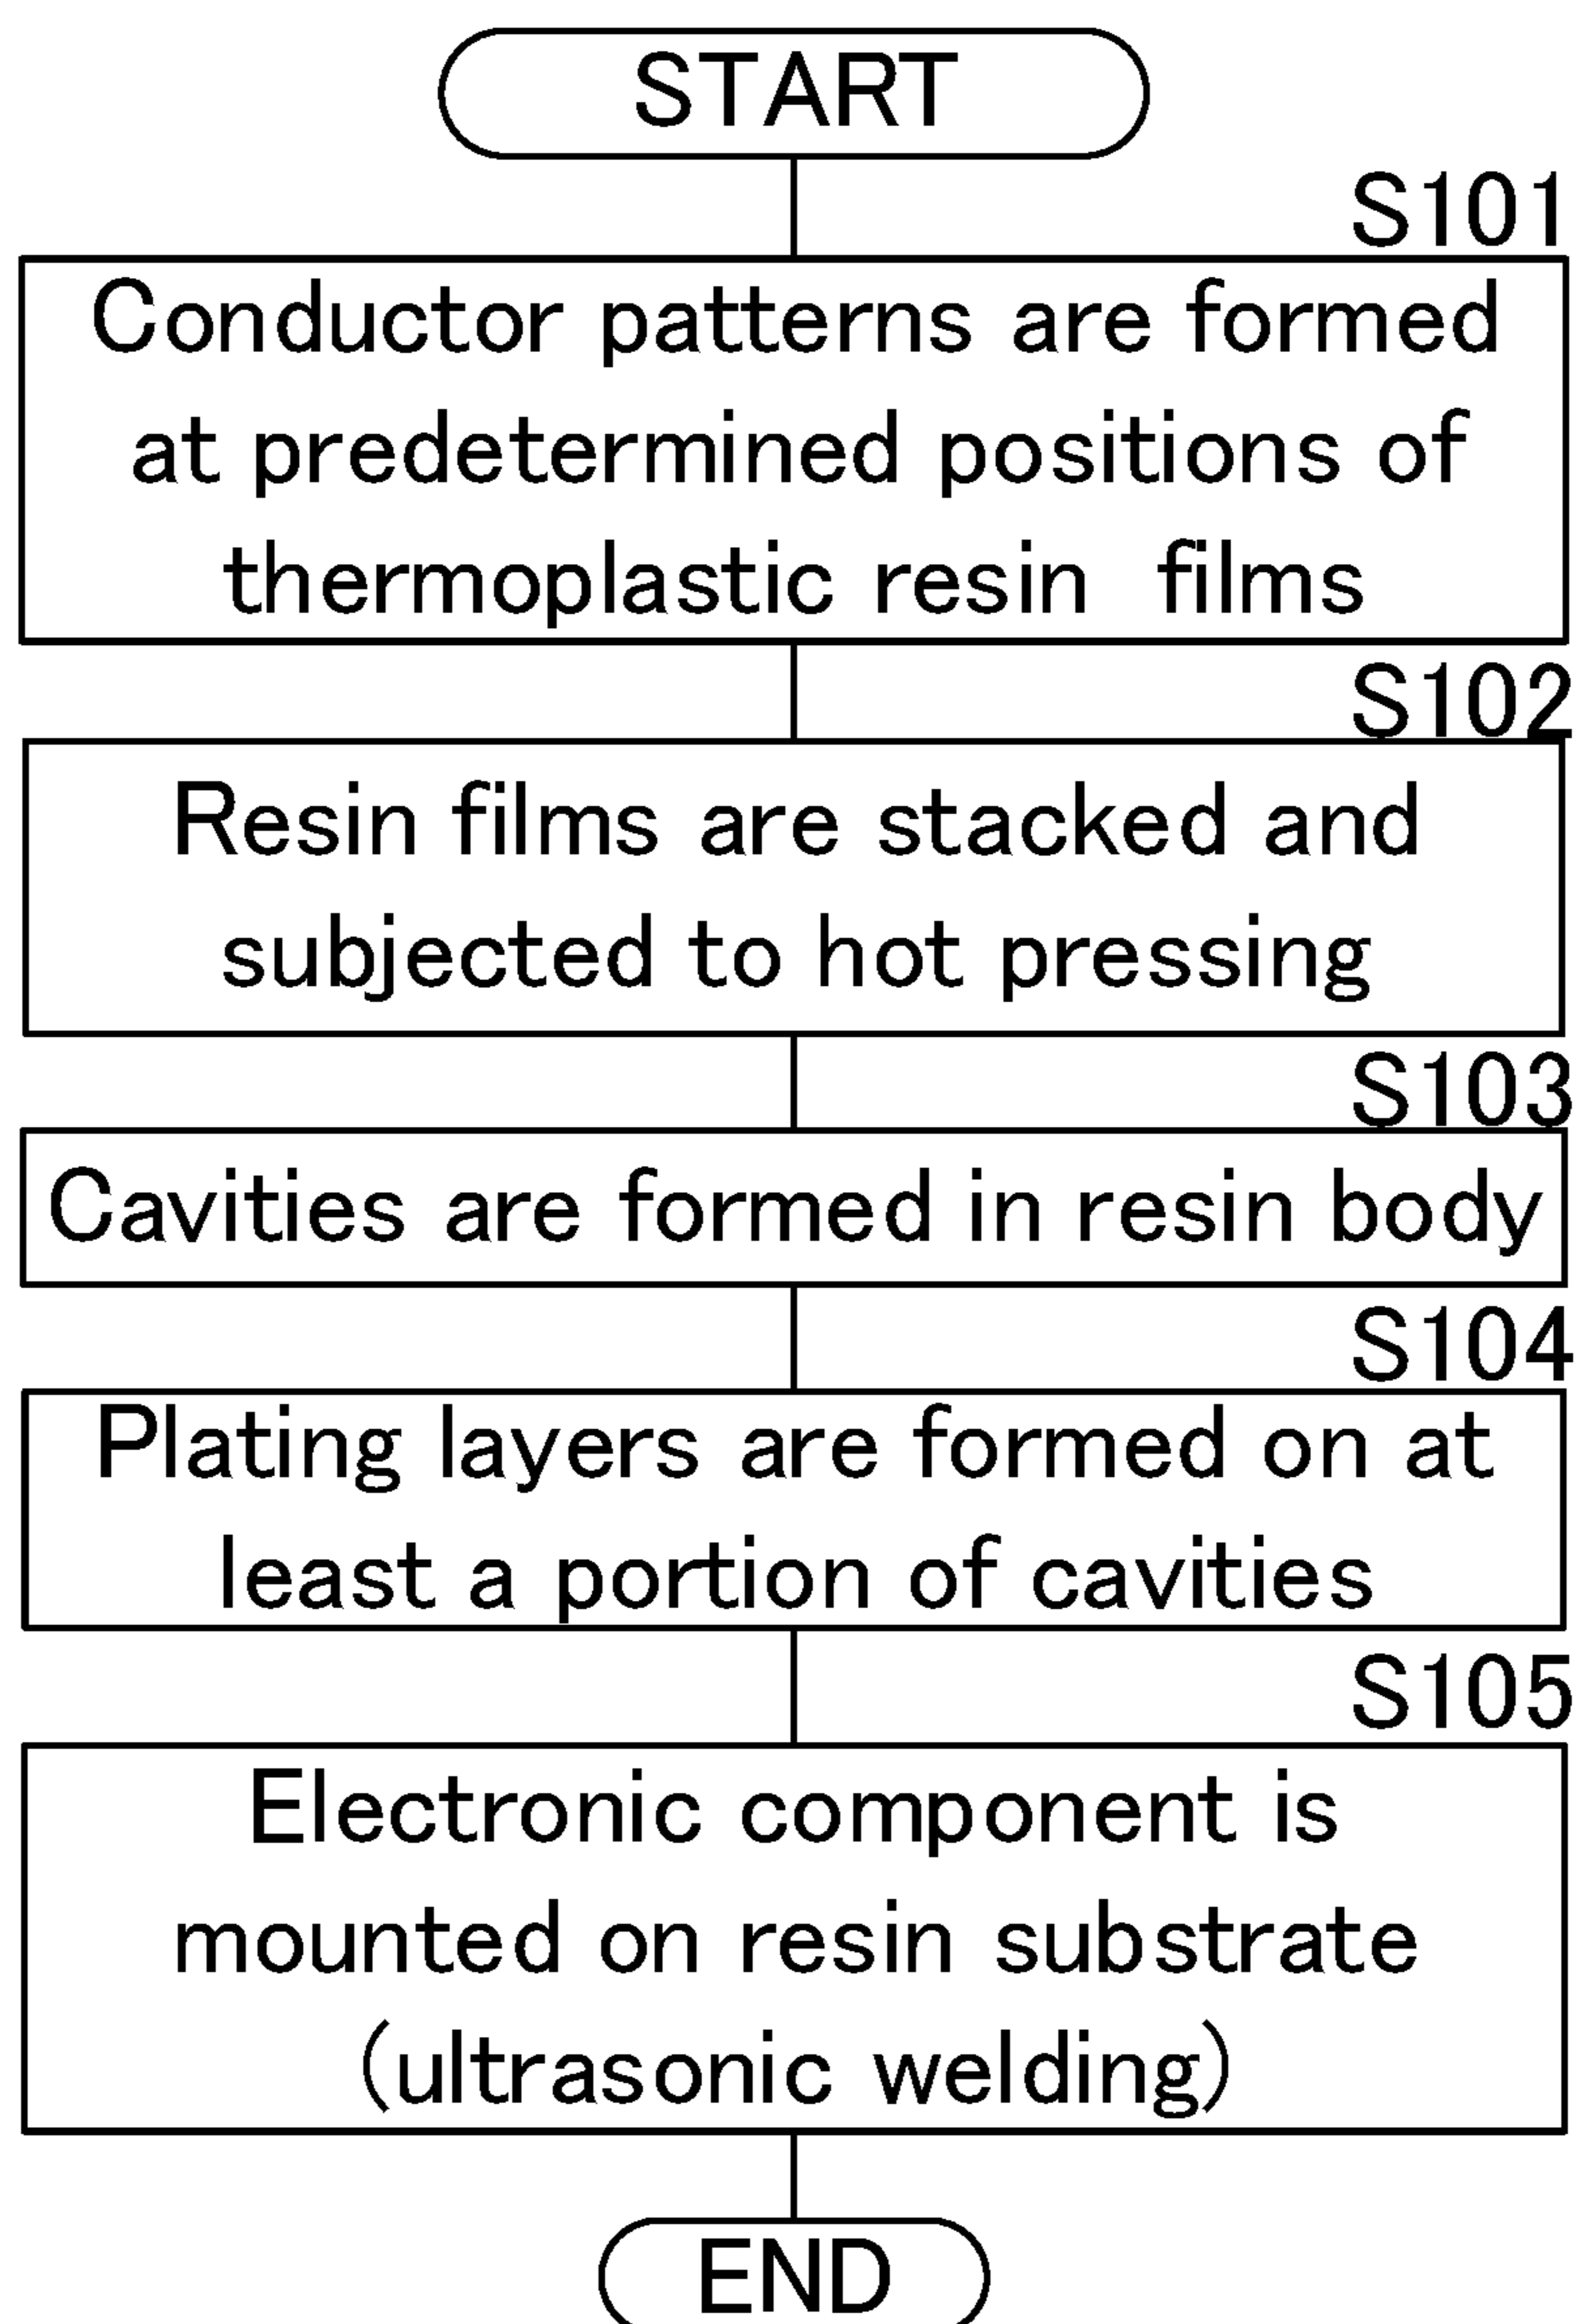 START
S101
Conductor patterns are formed
at predetermined positions of
thermoplastic resin films
S102
Resin films are stacked and
subjected to hot pressing
S103
Cavities are formed in resin body
S104
Plating layers are formed on at
least a portion of cavities
S105
Electronic component is
mounted on resin substrate
(ultrasonic welding)
END